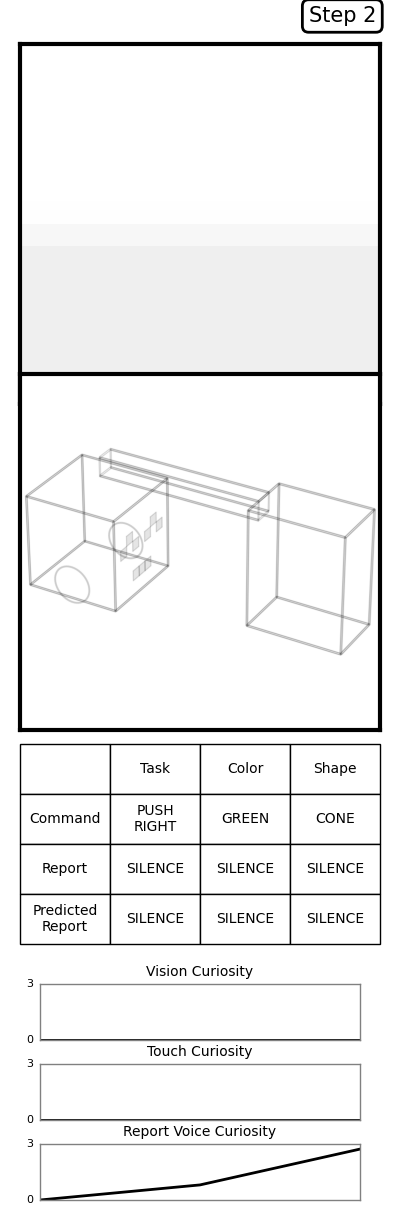 Step 2
Task Color Shape
Command PUSH RIGHT GREEN CONE
Report SILENCE SILENCE SILENCE
Predicted Report SILENCE SILENCE SILENCE
Vision Curiosity
3
0
Touch Curiosity
3
0
Report Voice Curiosity
3
0